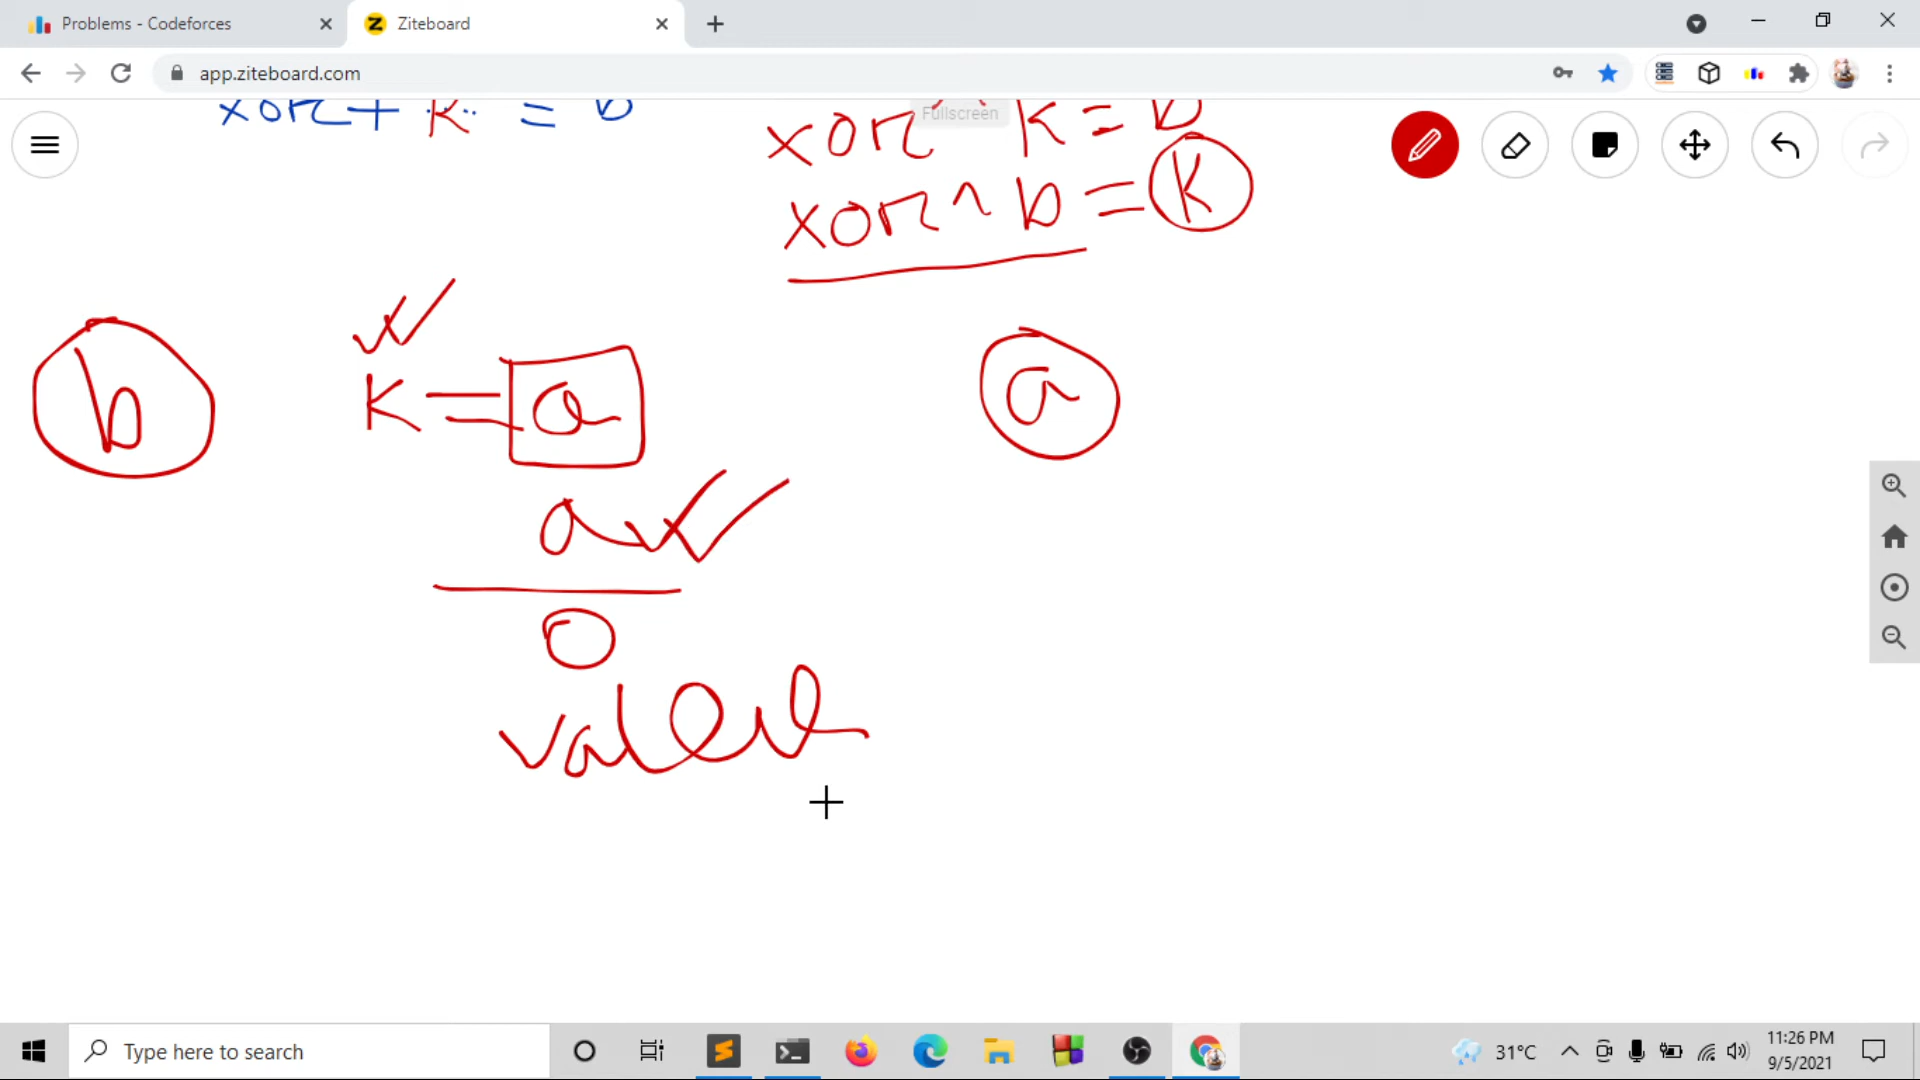 Problems - Codeforces
Ziteboard
app.ziteboard.com
Fullscreen
xor + K = b
xor ^ K = b
xor ^ b = K
b
K = a
a
a
0
value
Type here to search
31°C
11:26 PM
9/5/2021